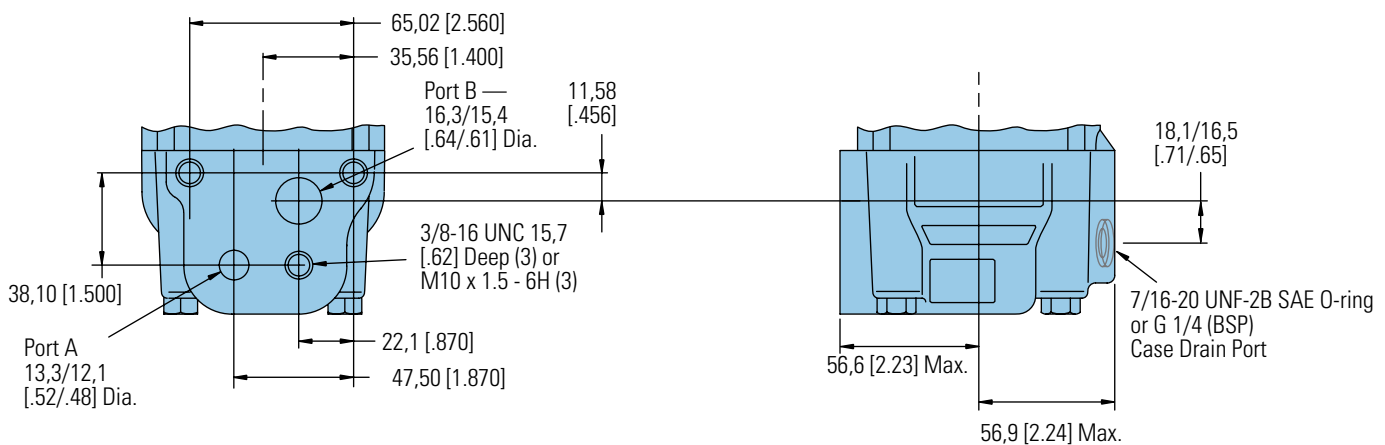 65,02 [2.560]
35,56 [1.400]
Port B —
16,3/15,4
[.64/.61] Dia.
11,58
[.456]
18,1/16,5
[.71/.65]
3/8-16 UNC 15,7
[.62] Deep (3) or
M10 x 1.5 - 6H (3)
38,10 [1.500]
7/16-20 UNF-2B SAE O-ring
or G 1/4 (BSP)
Case Drain Port
Port A
13,3/12,1
[.52/.48] Dia.
22,1 [.870]
47,50 [1.870]
56,6 [2.23] Max.
56,9 [2.24] Max.